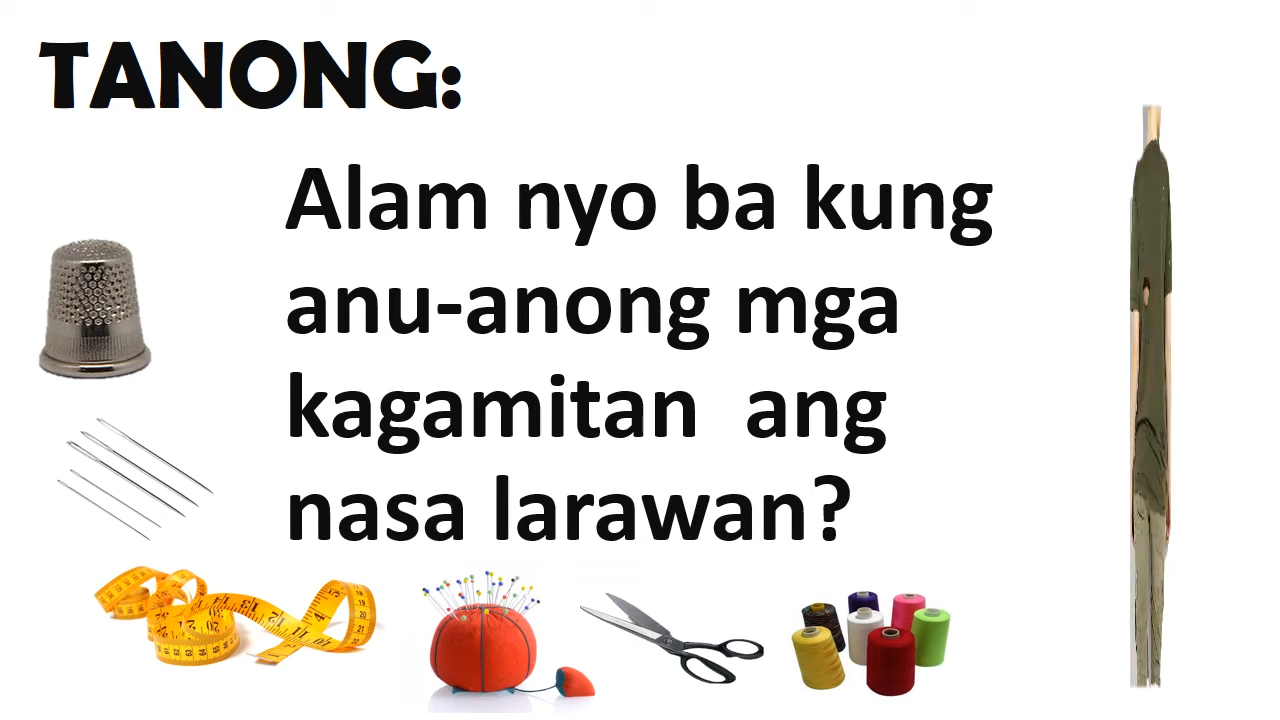 TANONG:
Alam nyo ba kung
anu-anong mga
kagamitan ang
nasa larawan?